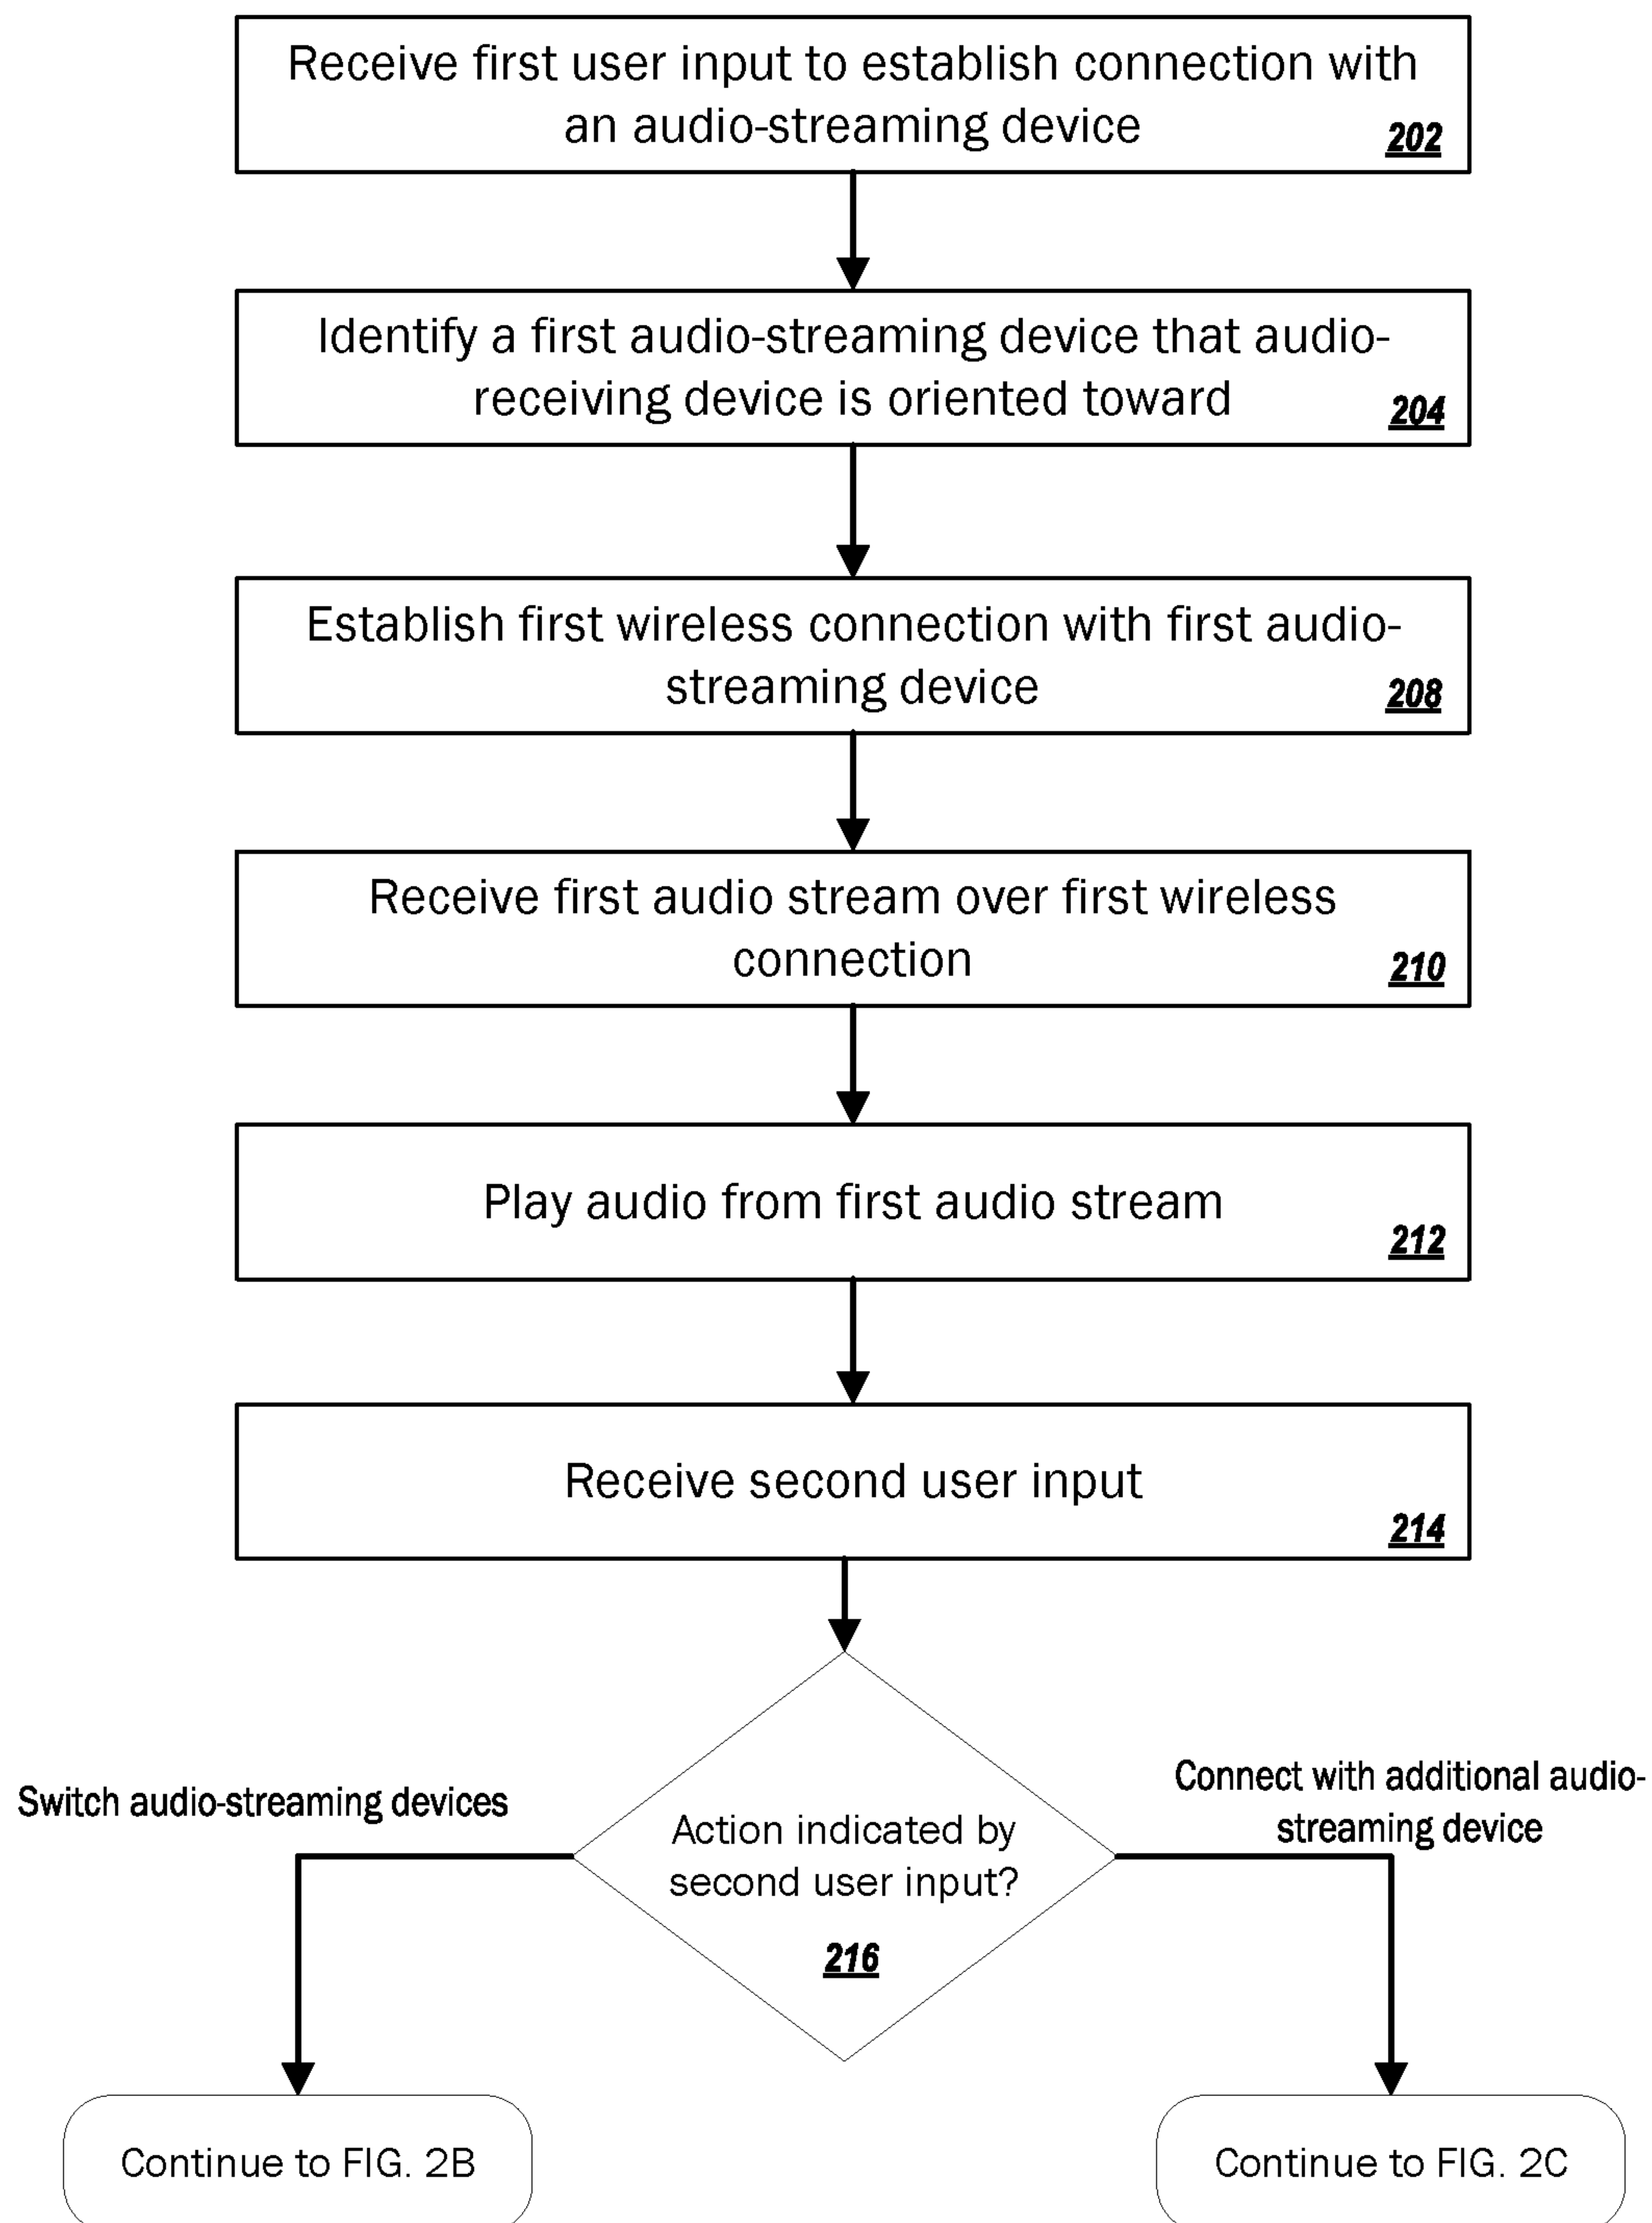 Receive first user input to establish connection with
an audio-streaming device
202
Identify a first audio-streaming device that audio-
receiving device is oriented toward
204
Establish first wireless connection with first audio-
streaming device
208
Receive first audio stream over first wireless
connection
210
Play audio from first audio stream
212
Receive second user input
214
Switch audio-streaming devices
Connect with additional audio-
streaming device
Action indicated by
second user input?
216
Continue to FIG. 2B
Continue to FIG. 2C